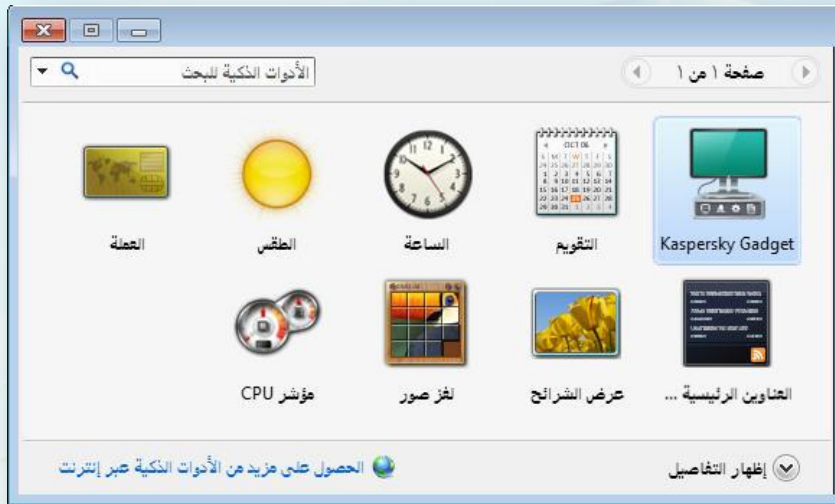 الأدوات الذكية للبحث
صفحة ١ من ١
Kaspersky Gadget
التقويم
الساعة
الطقس
العملة
العناوين الرئيسية ...
عرض الشرائح
لغز صور
مؤشر CPU
إظهار التفاصيل
الحصول على مزيد من الأدوات الذكية عبر إنترنت